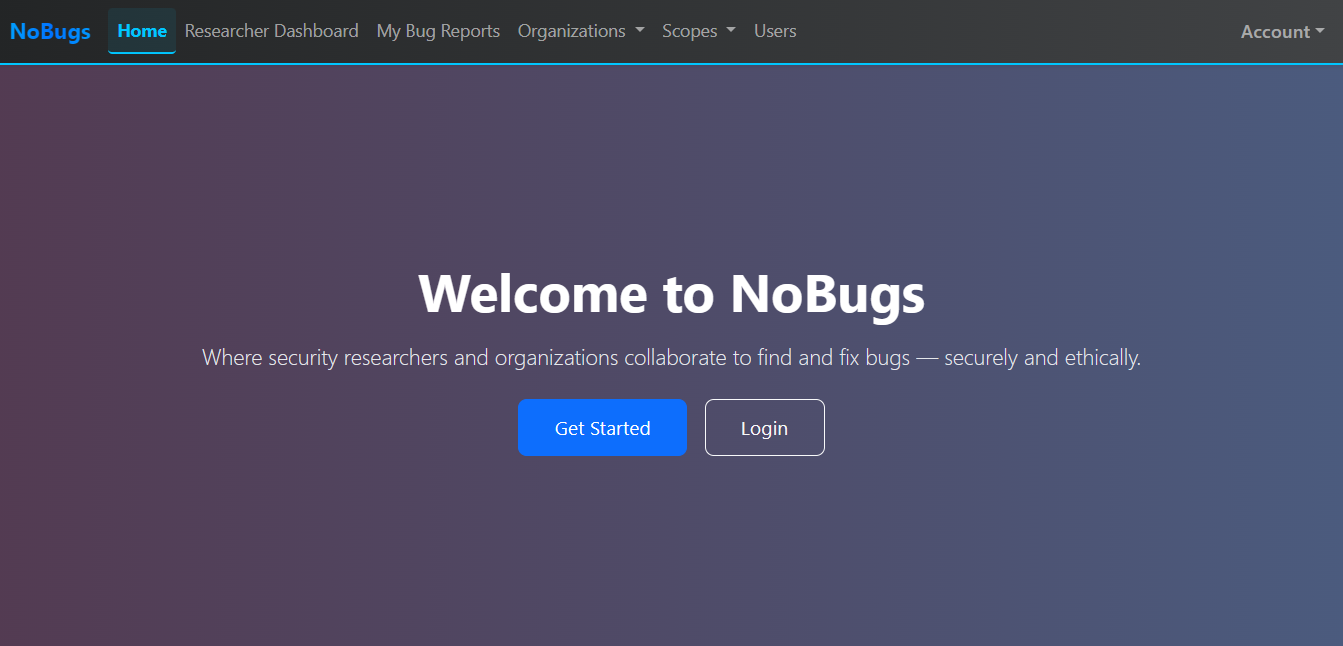 NoBugs Home Researcher Dashboard My Bug Reports Organizations Scopes Users Account
Welcome to NoBugs
Where security researchers and organizations collaborate to find and fix bugs — securely and ethically.
Get Started Login